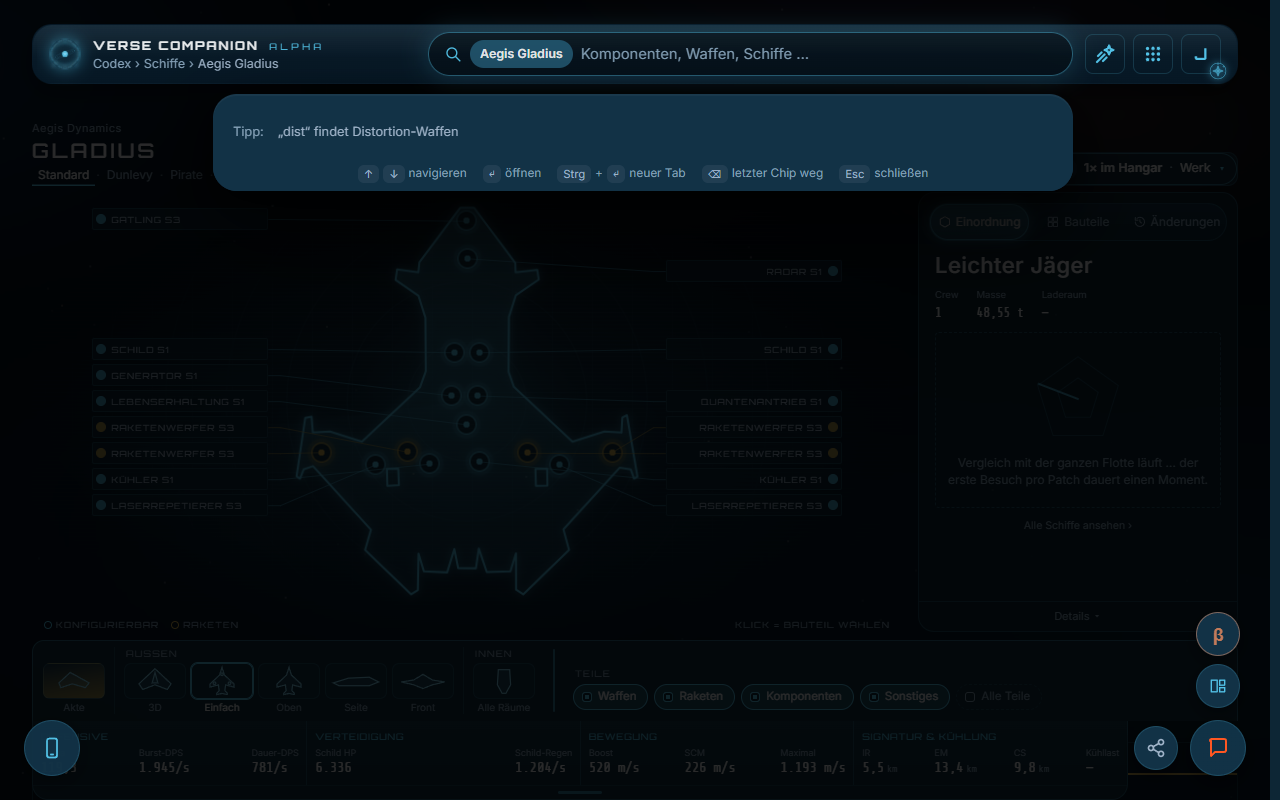 VERSE COMPANION ALPHA
Codex › Schiffe › Aegis Gladius
Aegis Gladius Komponenten, Waffen, Schiffe ...
Tipp: „dist“ findet Distortion-Waffen
↑ ↓ navigieren ↵ öffnen Strg + ↵ neuer Tab ⌫ letzter Chip weg Esc schließen
Aegis Dynamics
GLADIUS
Standard · Dunlevy · Pirate
1× im Hangar · Werk
GATLING S3
RADAR S1
SCHILD S1
SCHILD S1
GENERATOR S1
LEBENSERHALTUNG S1
QUANTENANTRIEB S1
RAKETENWERFER S3
RAKETENWERFER S3
RAKETENWERFER S3
RAKETENWERFER S3
KÜHLER S1
KÜHLER S1
LASERREPETIERER S3
LASERREPETIERER S3
Einordnung Bauteile Änderungen
Leichter Jäger
Crew Masse Laderaum
1 48,55 t –
Vergleich mit der ganzen Flotte läuft ... der
erste Besuch pro Patch dauert einen Moment.
Alle Schiffe ansehen ›
Details
KONFIGURIERBAR RAKETEN
KLICK = BAUTEIL WÄHLEN
AUSSEN INNEN
Akte 3D Einfach Oben Seite Front Alle Räume
TEILE
Waffen Raketen Komponenten Sonstiges Alle Teile
β
VERTEIDIGUNG BEWEGUNG SIGNATUR & KÜHLUNG
Burst-DPS Dauer-DPS Schild HP Schild-Regen Boost SCM Maximal IR EM CS Kühllast
1.945/s 781/s 6.336 1.204/s 520 m/s 226 m/s 1.193 m/s 5,5 km 13,4 km 9,0 km –